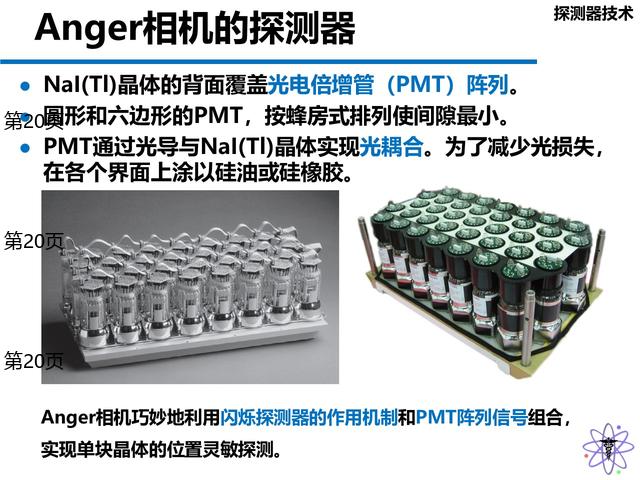 探测器技术
Anger相机的探测器
NaI(Tl)晶体的背面覆盖光电倍增管（PMT）阵列。
圆形和六边形的PMT，按蜂房式排列使间隙最小。
第20页
PMT通过光导与NaI(Tl)晶体实现光耦合。为了减少光损失，
在各个界面上涂以硅油或硅橡胶。
第20页
第20页
Anger相机巧妙地利用闪烁探测器的作用机制和PMT阵列信号组合，
实现单块晶体的位置灵敏探测。